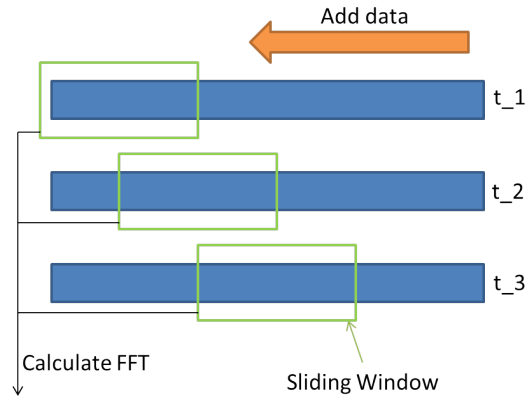 Add data
t_1
t_2
t_3
Calculate FFT
Sliding Window